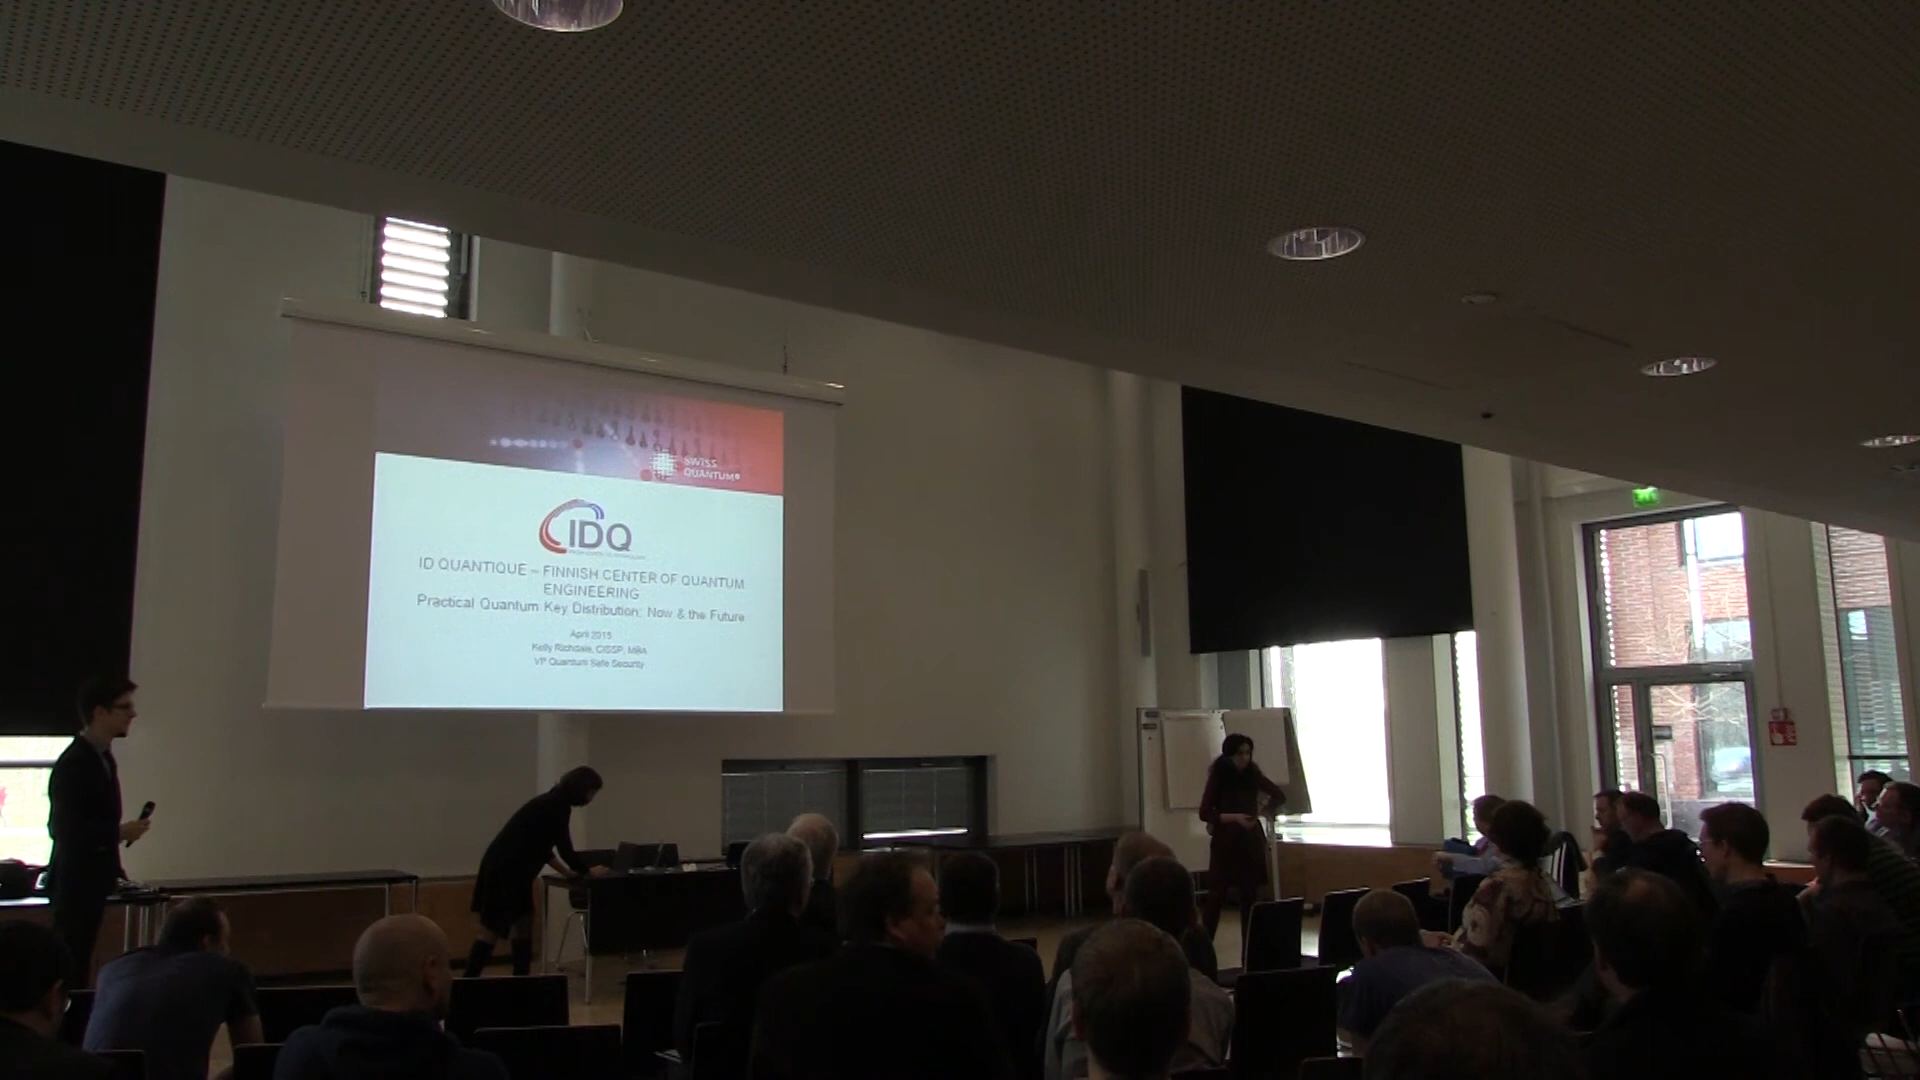 SWISS
QUANTUM
IDQ
ID QUANTIQUE – FINNISH CENTER OF QUANTUM
ENGINEERING
Practical Quantum Key Distribution: Now & the Future
April 2015
Kelly Richdale, CISSP, MBA
VP Quantum Safe Security